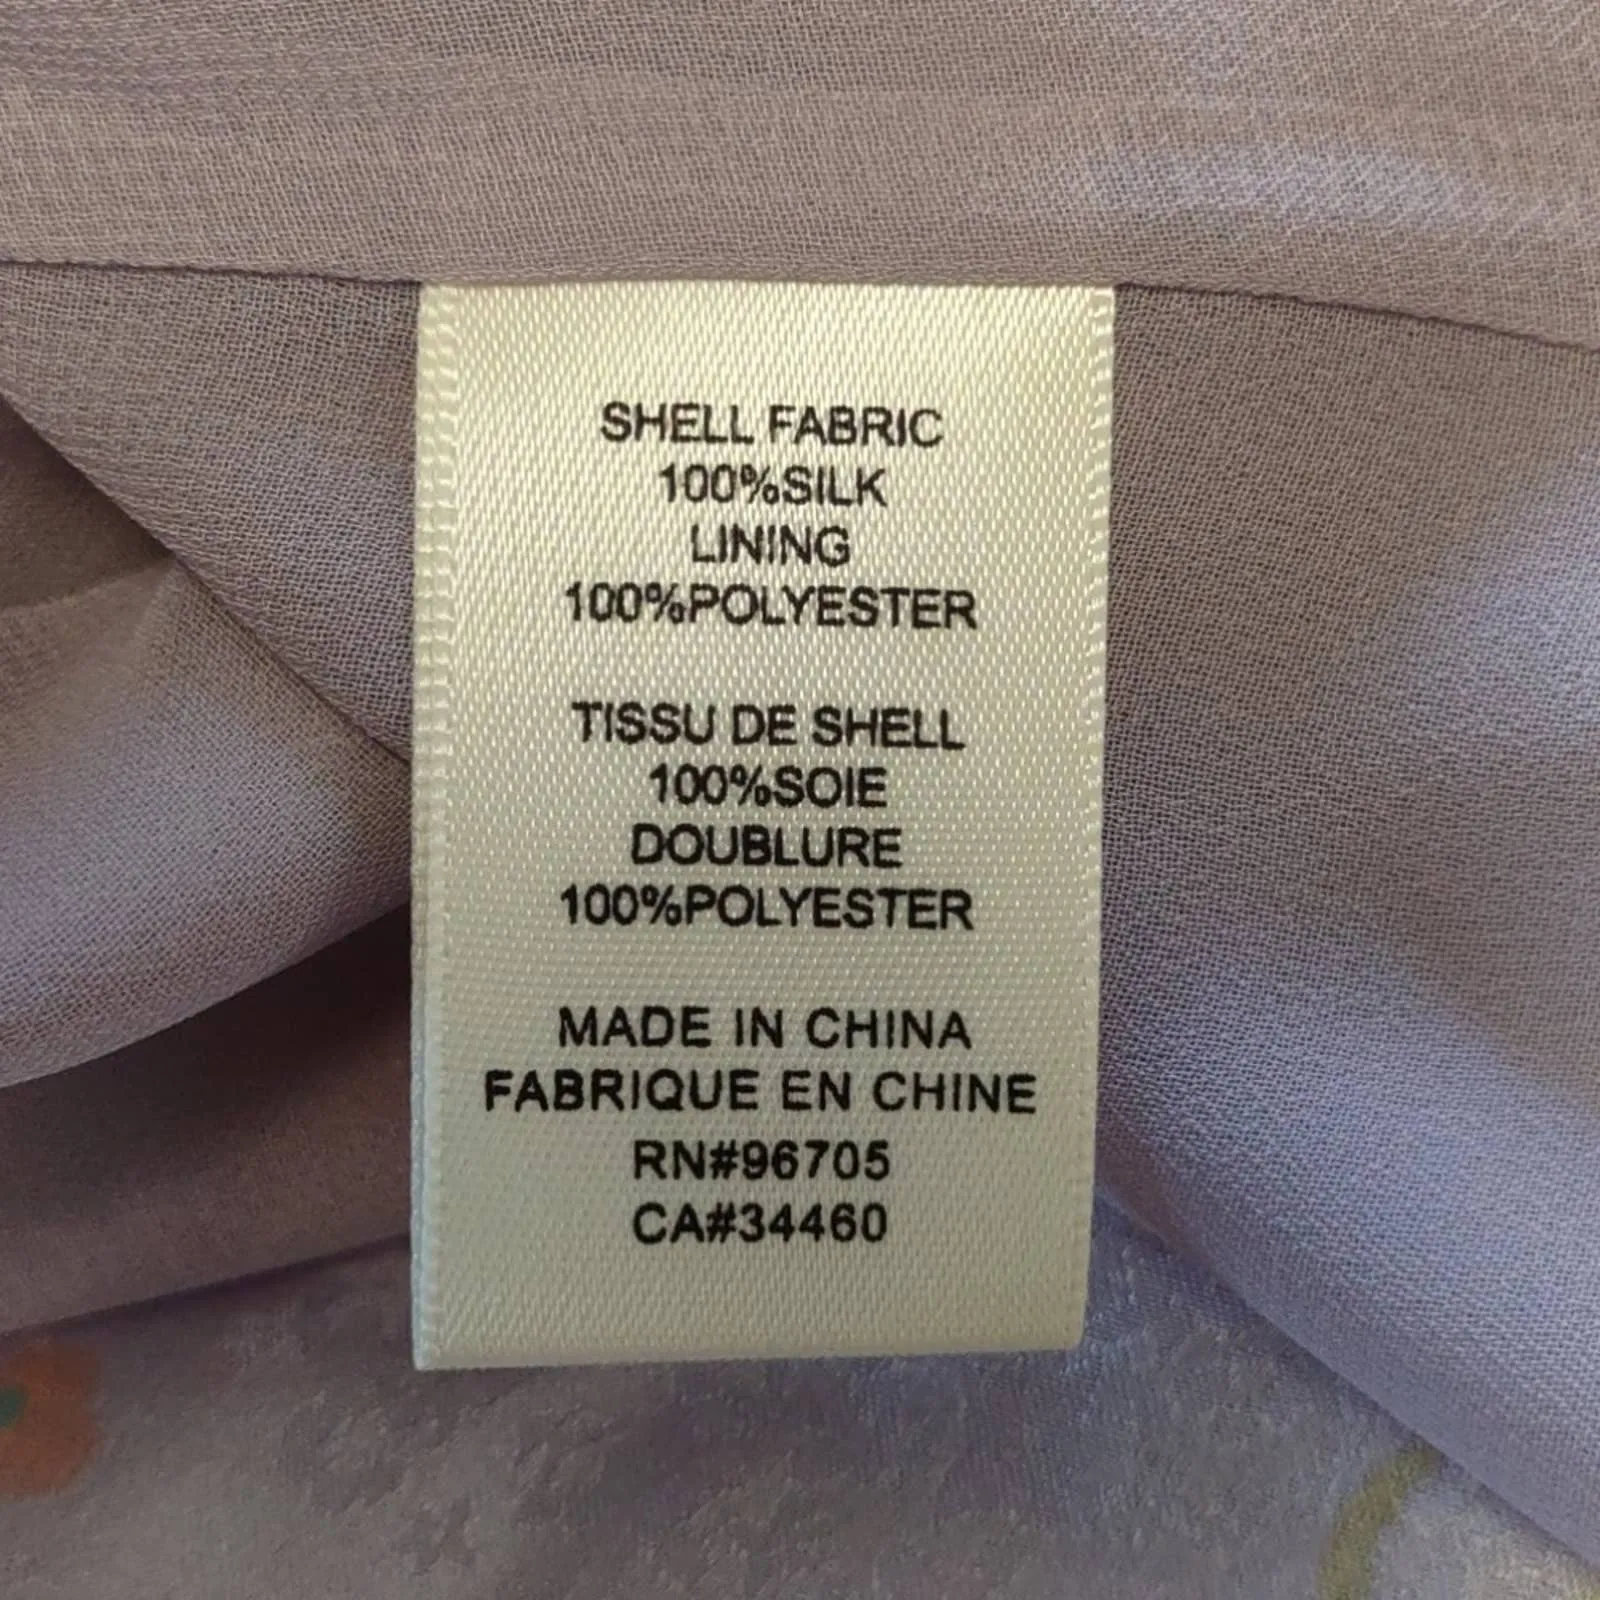 SHELL FABRIC
100%SILK
LINING
100%POLYESTER
TISSU DE SHELL
100%SOIE
DOUBLURE
100%POLYESTER
MADE IN CHINA
FABRIQUE EN CHINE
RN#96705
CA#34460